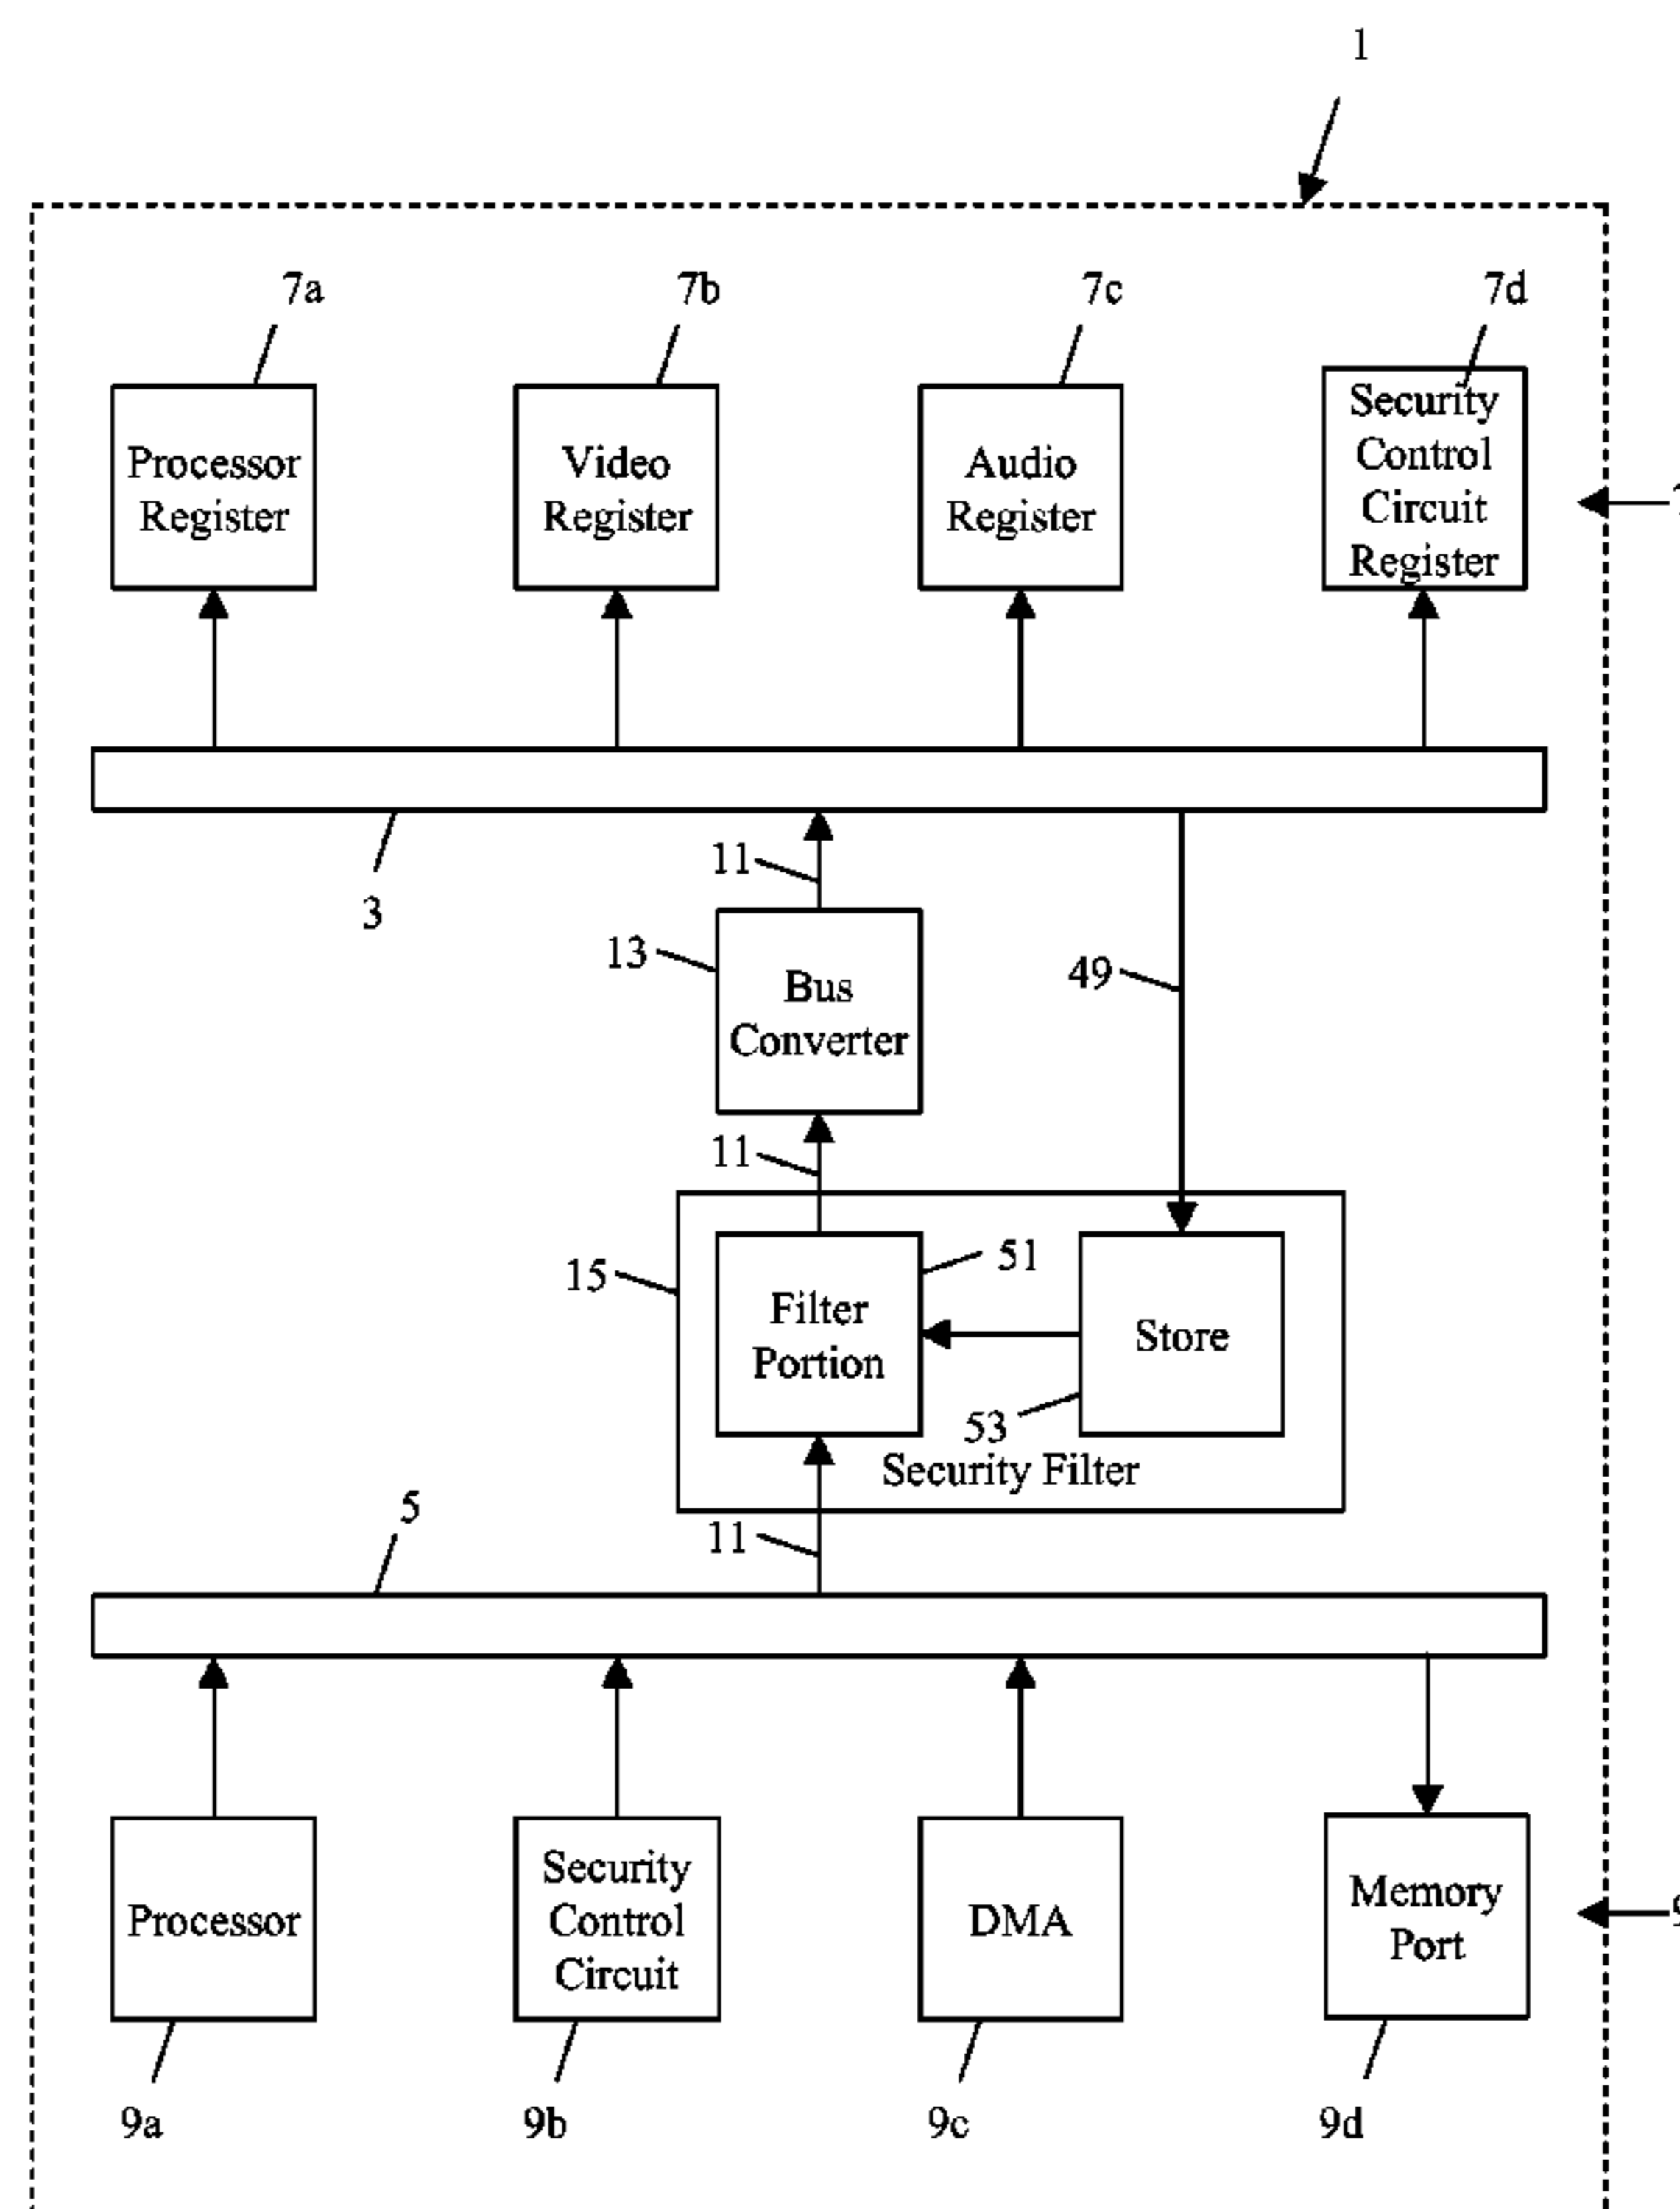 1
7a
7b
7c
7d
Processor
Register
Video
Register
Audio
Register
Security
Control
Circuit
Register
3
11
13
Bus
Converter
49
11
15
Filter
Portion
51
Store
53
Security Filter
5
11
Processor
Security
Control
Circuit
DMA
Memory
Port
9a
9b
9c
9d